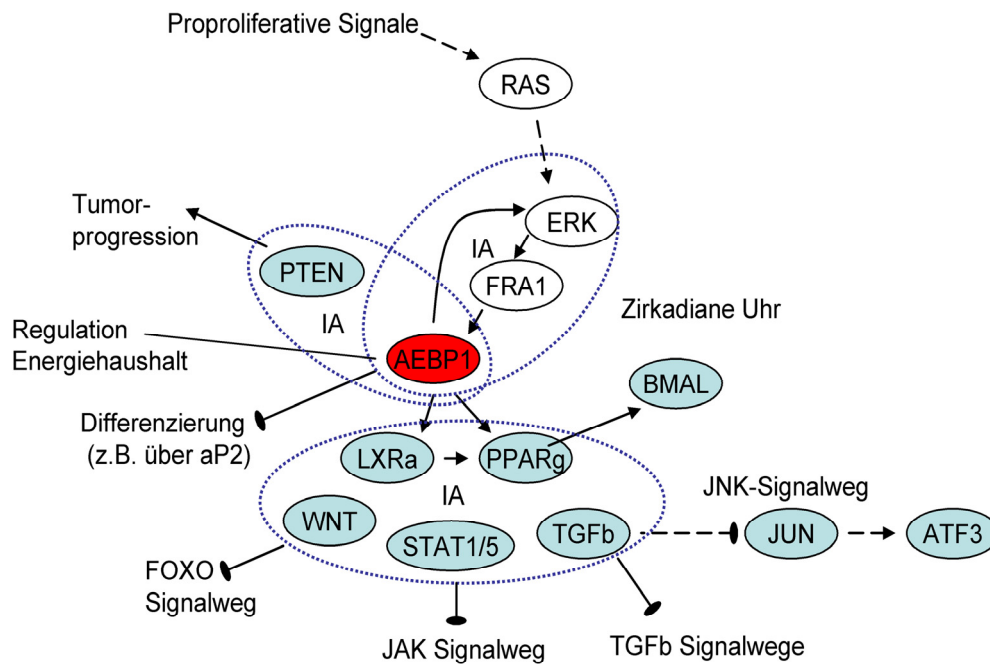 Proproliferative Signale
RAS
Tumor-
progression
ERK
PTEN
IA
FRA1
IA
Zirkadiane Uhr
Regulation
Energiehaushalt
AEBP1
BMAL
Differenzierung
(z.B. über aP2)
LXRa
PPARg
IA
JNK-Signalweg
WNT
STAT1/5
TGFb
JUN
ATF3
FOXO
Signalweg
JAK Signalweg
TGFb Signalwege